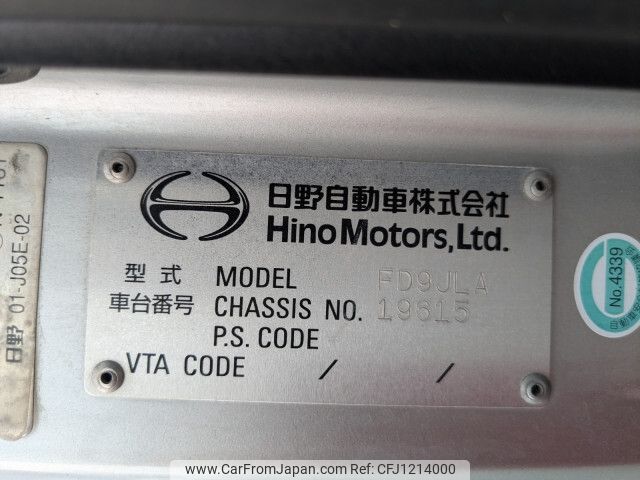 日野自動車株式会社
Hino Motors, Ltd.
型式 MODEL FD9JLA
車台番号 CHASSIS NO. 19615
P.S. CODE
VTA CODE / /
日野 01-J05E-02
No.4339
www.CarFromJapan.com CFJ1214000